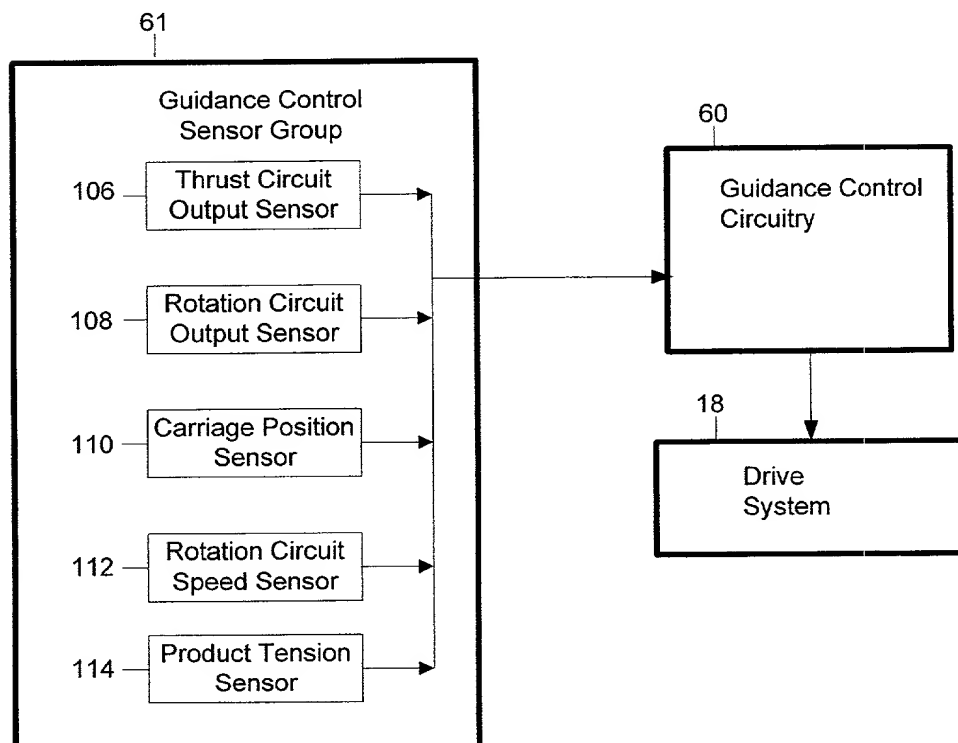 61
Guidance Control
Sensor Group
106
Thrust Circuit
Output Sensor
108
Rotation Circuit
Output Sensor
110
Carriage Position
Sensor
112
Rotation Circuit
Speed Sensor
114
Product Tension
Sensor
60
Guidance Control
Circuitry
18
Drive
System